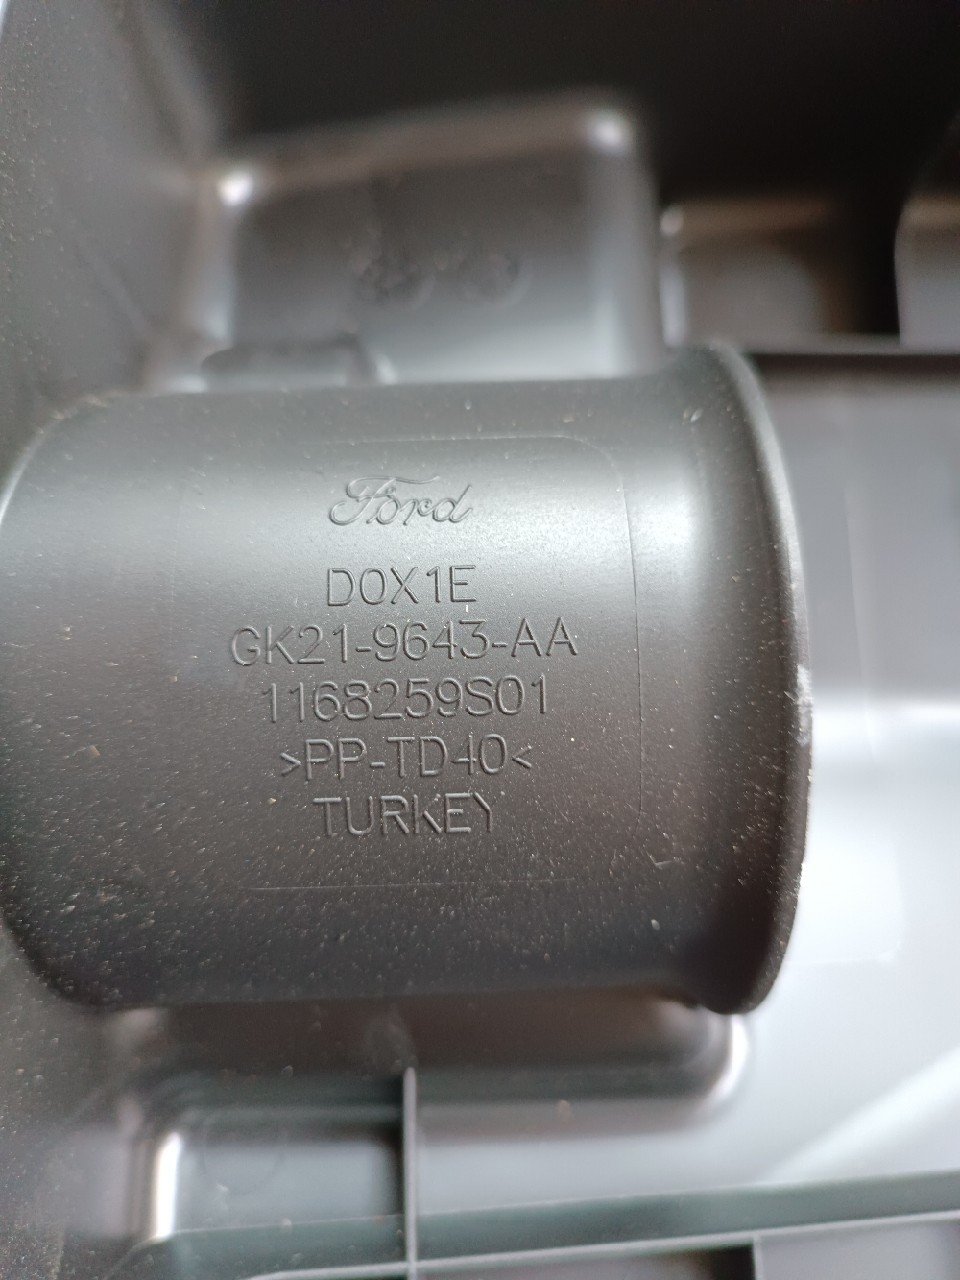 Ford
D0X1E
GK21-9643-AA
1168259S01
>PP-TD40<
TURKEY